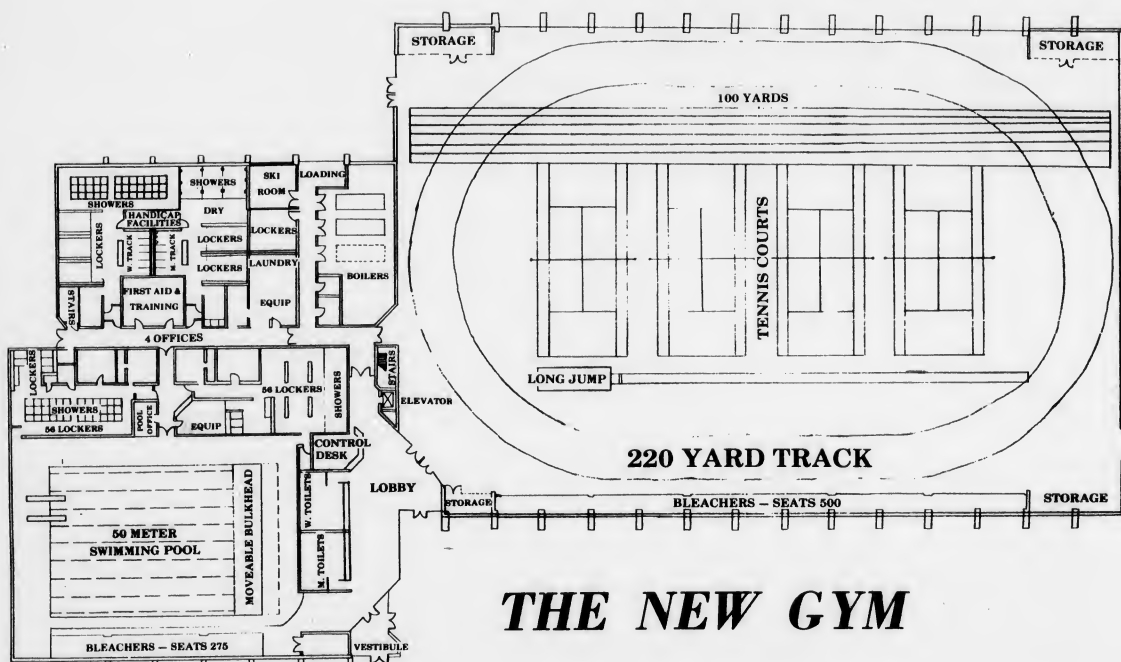 STORAGE
STORAGE
100 YARDS
SKI
ROOM
LOADING
SHOWERS
SHOWERS
DRY
HANDICAP
FACILITIES
LOCKERS
W. TRACK
M. TRACK
LOCKERS
LOCKERS
LOCKERS
LAUNDRY
BOILERS
TENNIS COURTS
STAIRS
FIRST AID &
TRAINING
EQUIP
4 OFFICES
LOCKERS
56 LOCKERS
SHOWERS
STAIRS
LONG JUMP
ELEVATOR
SHOWERS
56 LOCKERS
POOL
OFFICE
EQUIP
CONTROL
DESK
220 YARD TRACK
LOBBY
W. TOILETS
STORAGE
BLEACHERS – SEATS 500
STORAGE
50 METER
SWIMMING POOL
MOVEABLE BULKHEAD
M. TOILETS
THE NEW GYM
BLEACHERS – SEATS 275
VESTIBULE